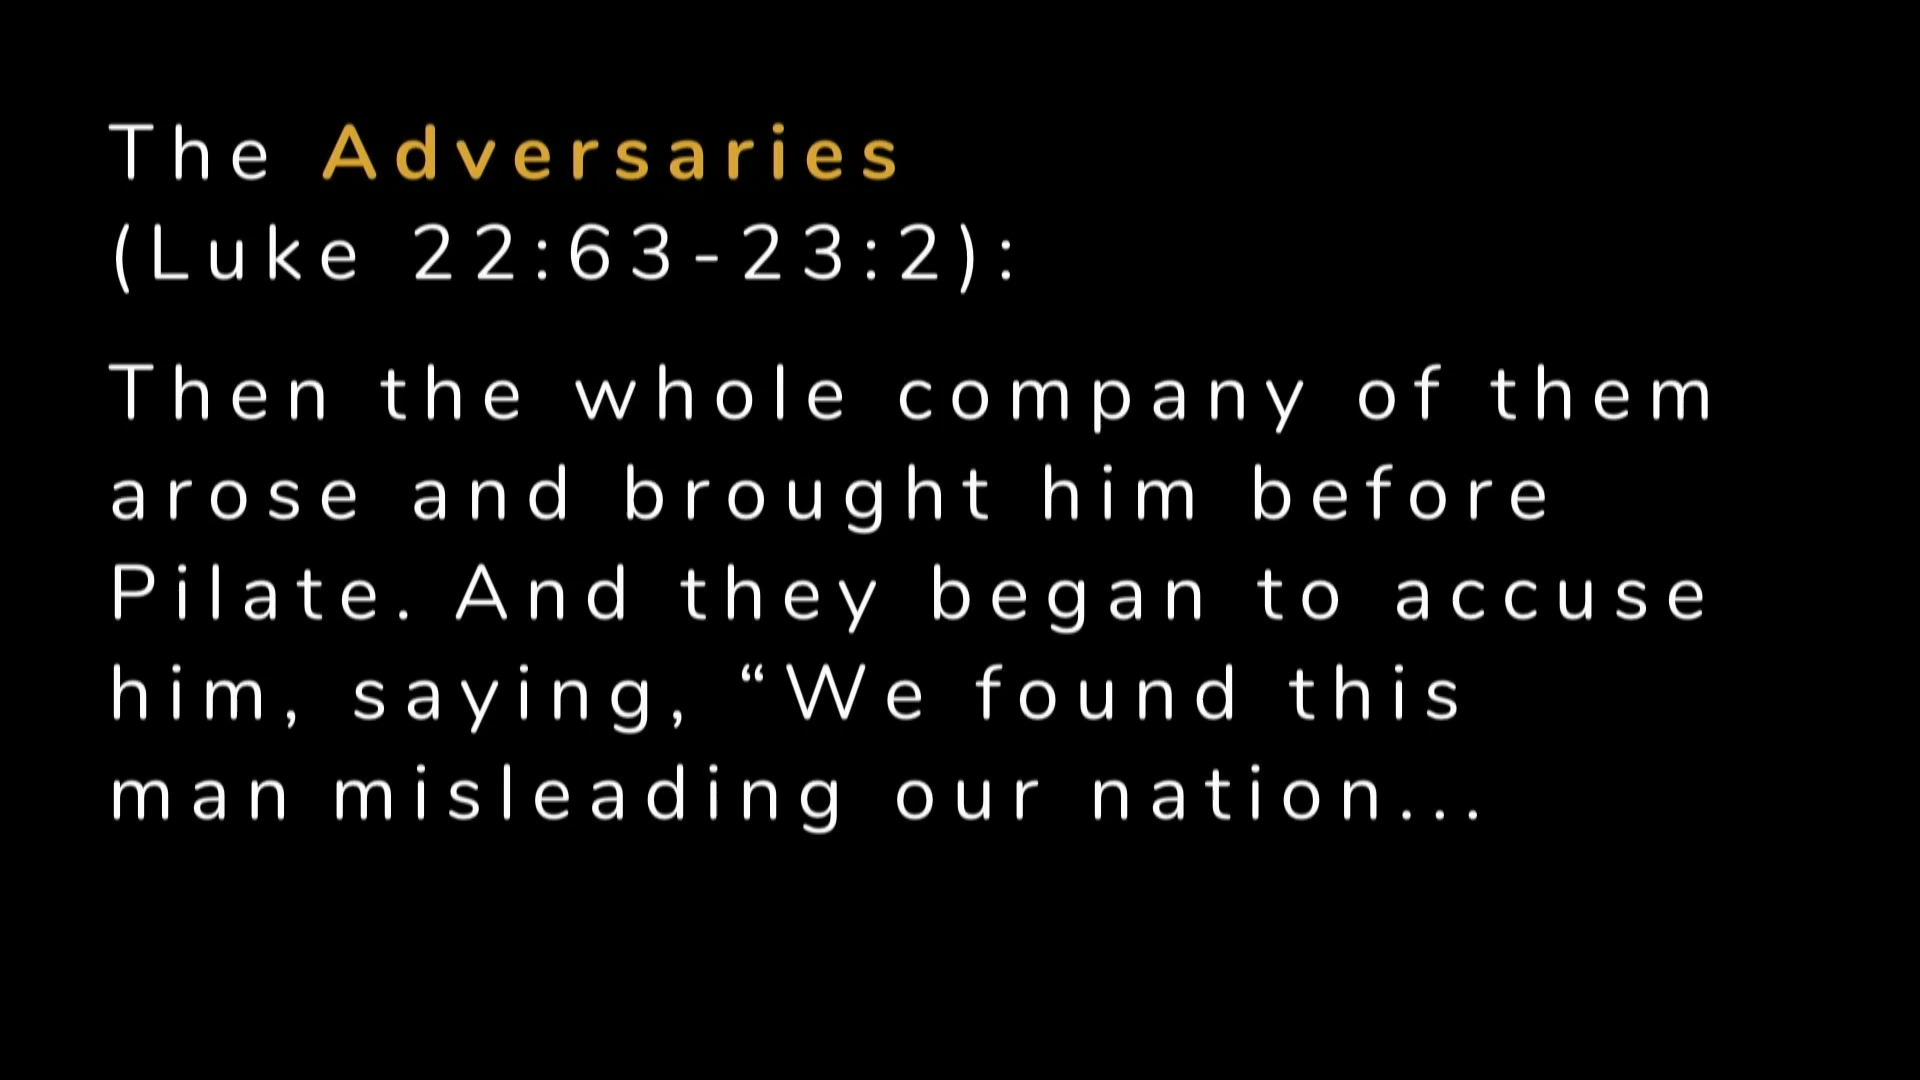 The Adversaries
(Luke 22:63-23:2):
Then the whole company of them
arose and brought him before
Pilate. And they began to accuse
him, saying, “We found this
man misleading our nation...